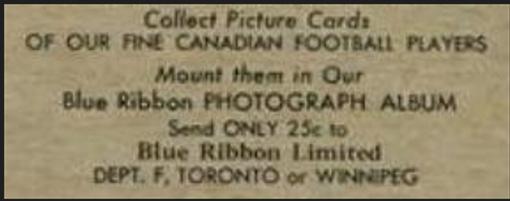 Collect Picture Cards
OF OUR FINE CANADIAN FOOTBALL PLAYERS
Mount them in Our
Blue Ribbon PHOTOGRAPH ALBUM
Send ONLY 25c to
Blue Ribbon Limited
DEPT. F, TORONTO or WINNIPEG